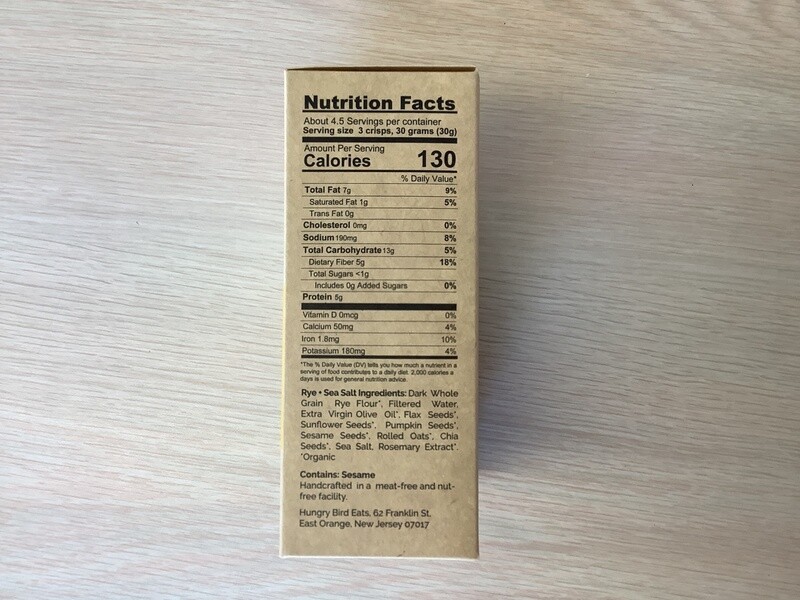 Nutrition Facts
About 4.5 Servings per container
Serving size 3 crisps, 30 grams (30g)
Amount Per Serving
Calories 130
% Daily Value*
Total Fat 7g 9%
Saturated Fat 1g 5%
Trans Fat 0g
Cholesterol 0mg 0%
Sodium 190mg 8%
Total Carbohydrate 13g 5%
Dietary Fiber 5g 18%
Total Sugars <1g
Includes 0g Added Sugars 0%
Protein 5g
Vitamin D 0mcg 0%
Calcium 50mg 4%
Iron 1.8mg 10%
Potassium 180mg 4%
*The % Daily Value (DV) tells you how much a nutrient in a
serving of food contributes to a daily diet. 2,000 calories a
days is used for general nutrition advice.
Rye • Sea Salt Ingredients: Dark Whole
Grain Rye Flour*, Filtered Water,
Extra Virgin Olive Oil*, Flax Seeds*,
Sunflower Seeds*, Pumpkin Seeds*,
Sesame Seeds*, Rolled Oats*, Chia
Seeds*, Sea Salt, Rosemary Extract*.
*Organic
Contains: Sesame
Handcrafted in a meat-free and nut-
free facility.
Hungry Bird Eats, 62 Franklin St.
East Orange, New Jersey 07017